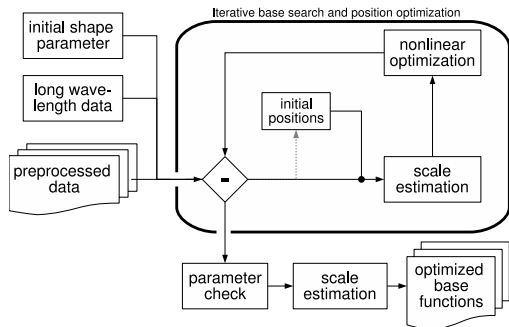 Iterative base search and position optimization
initial shape
parameter
nonlinear
optimization
long wave-
length data
initial
positions
preprocessed
data
-
scale
estimation
parameter
check
scale
estimation
optimized
base
functions